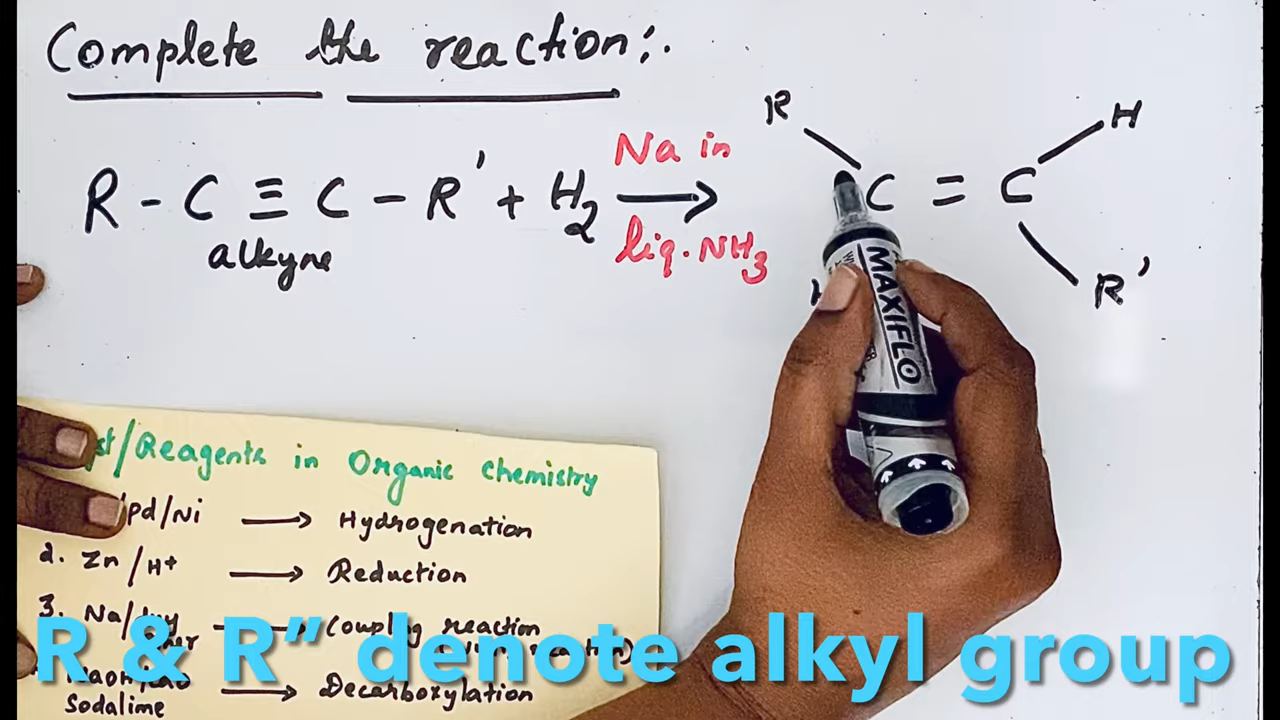 Complete the reaction:.
R - C ≡ C - R' + H2 → Na in liq. NH3
alkyne
R H
C = C
R'
MAXIFLO
/Reagents in Organic Chemistry
Pd/Ni → Hydrogenation
2. Zn/H+ → Reduction
3. Na/ → Coupling reaction
→ Decarboxylation
Sodalime
R & R” denote alkyl group